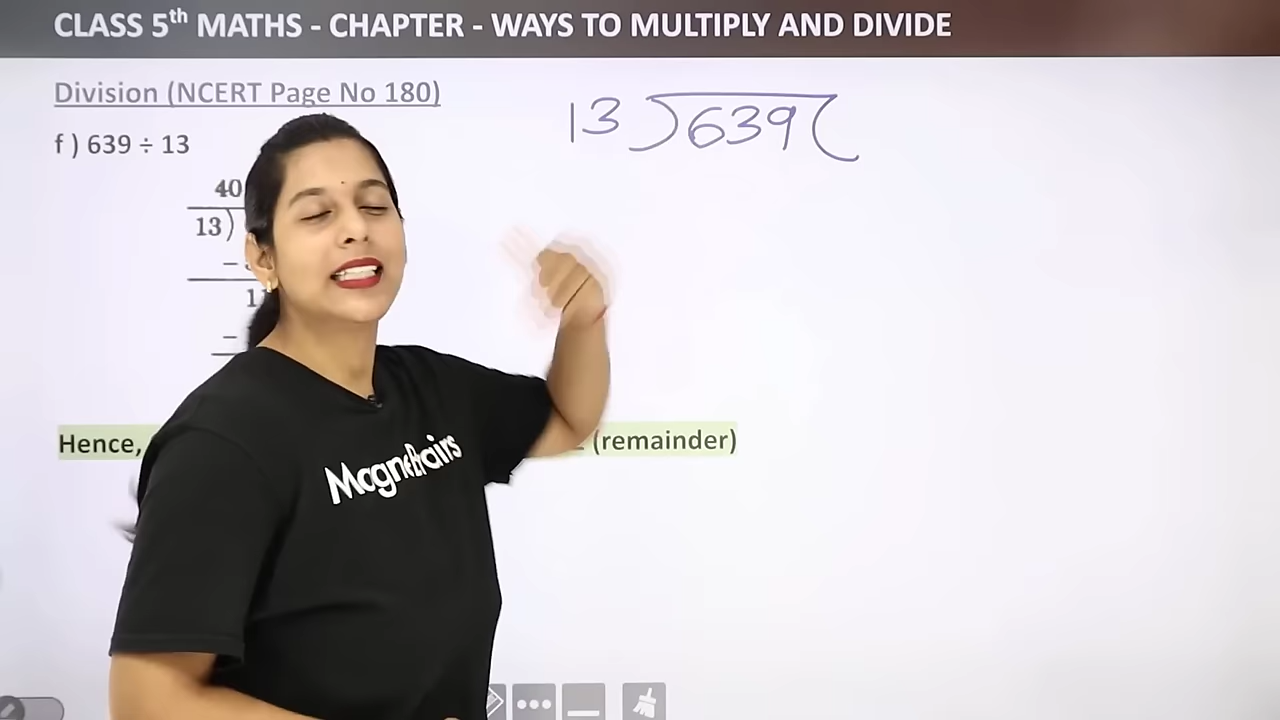 CLASS 5th MATHS - CHAPTER - WAYS TO MULTIPLY AND DIVIDE
Division (NCERT Page No 180)
13)639(
f ) 639 ÷ 13
40
13)
−
1
−
Hence, (remainder)
MagnetBrains